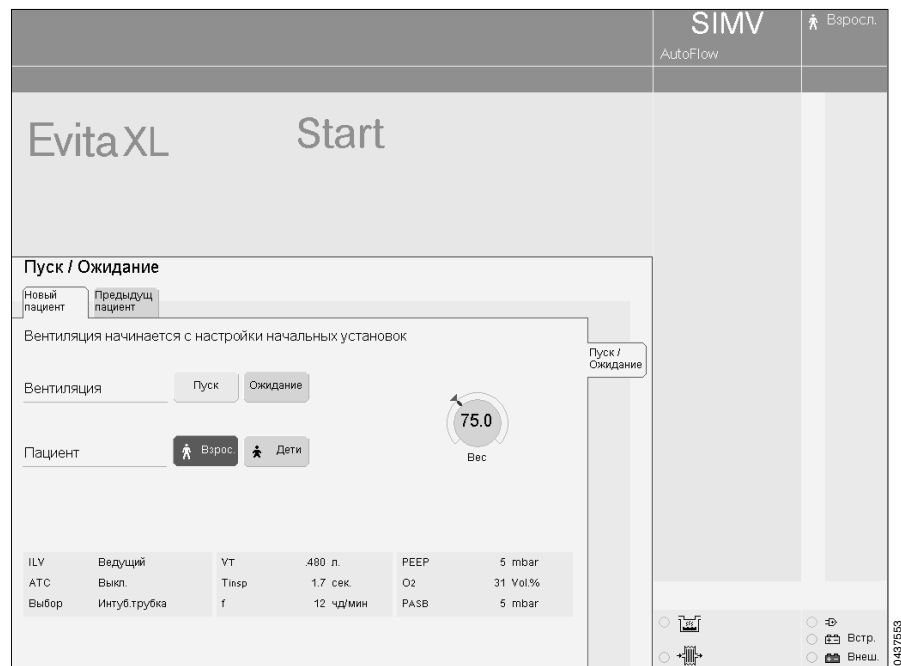 SIMV
Взросл.
AutoFlow
Evita XL
Start
Пуск / Ожидание
Новый пациент
Предыдущ пациент
Вентиляция начинается с настройки начальных установок
Пуск / Ожидание
Вентиляция Пуск Ожидание
75.0
Вес
Пациент Взрос. Дети
ILV Ведущий VT .480 л. PEEP 5 mbar
ATC Выкл. Tinsp 1.7 сек. O2 31 Vol.%
Выбор Интуб.трубка f 12 чд/мин PASB 5 mbar
Встр.
Внеш.
0437553